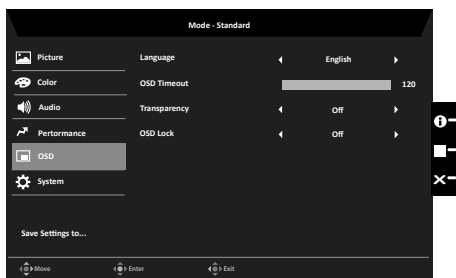 Mode - Standard
Picture
Language
English
Color
OSD Timeout
120
Audio
Transparency
Off
Pertormance
OSD Lock
Off
OSD
System
Save Settings to...
Move
Enter
Exit